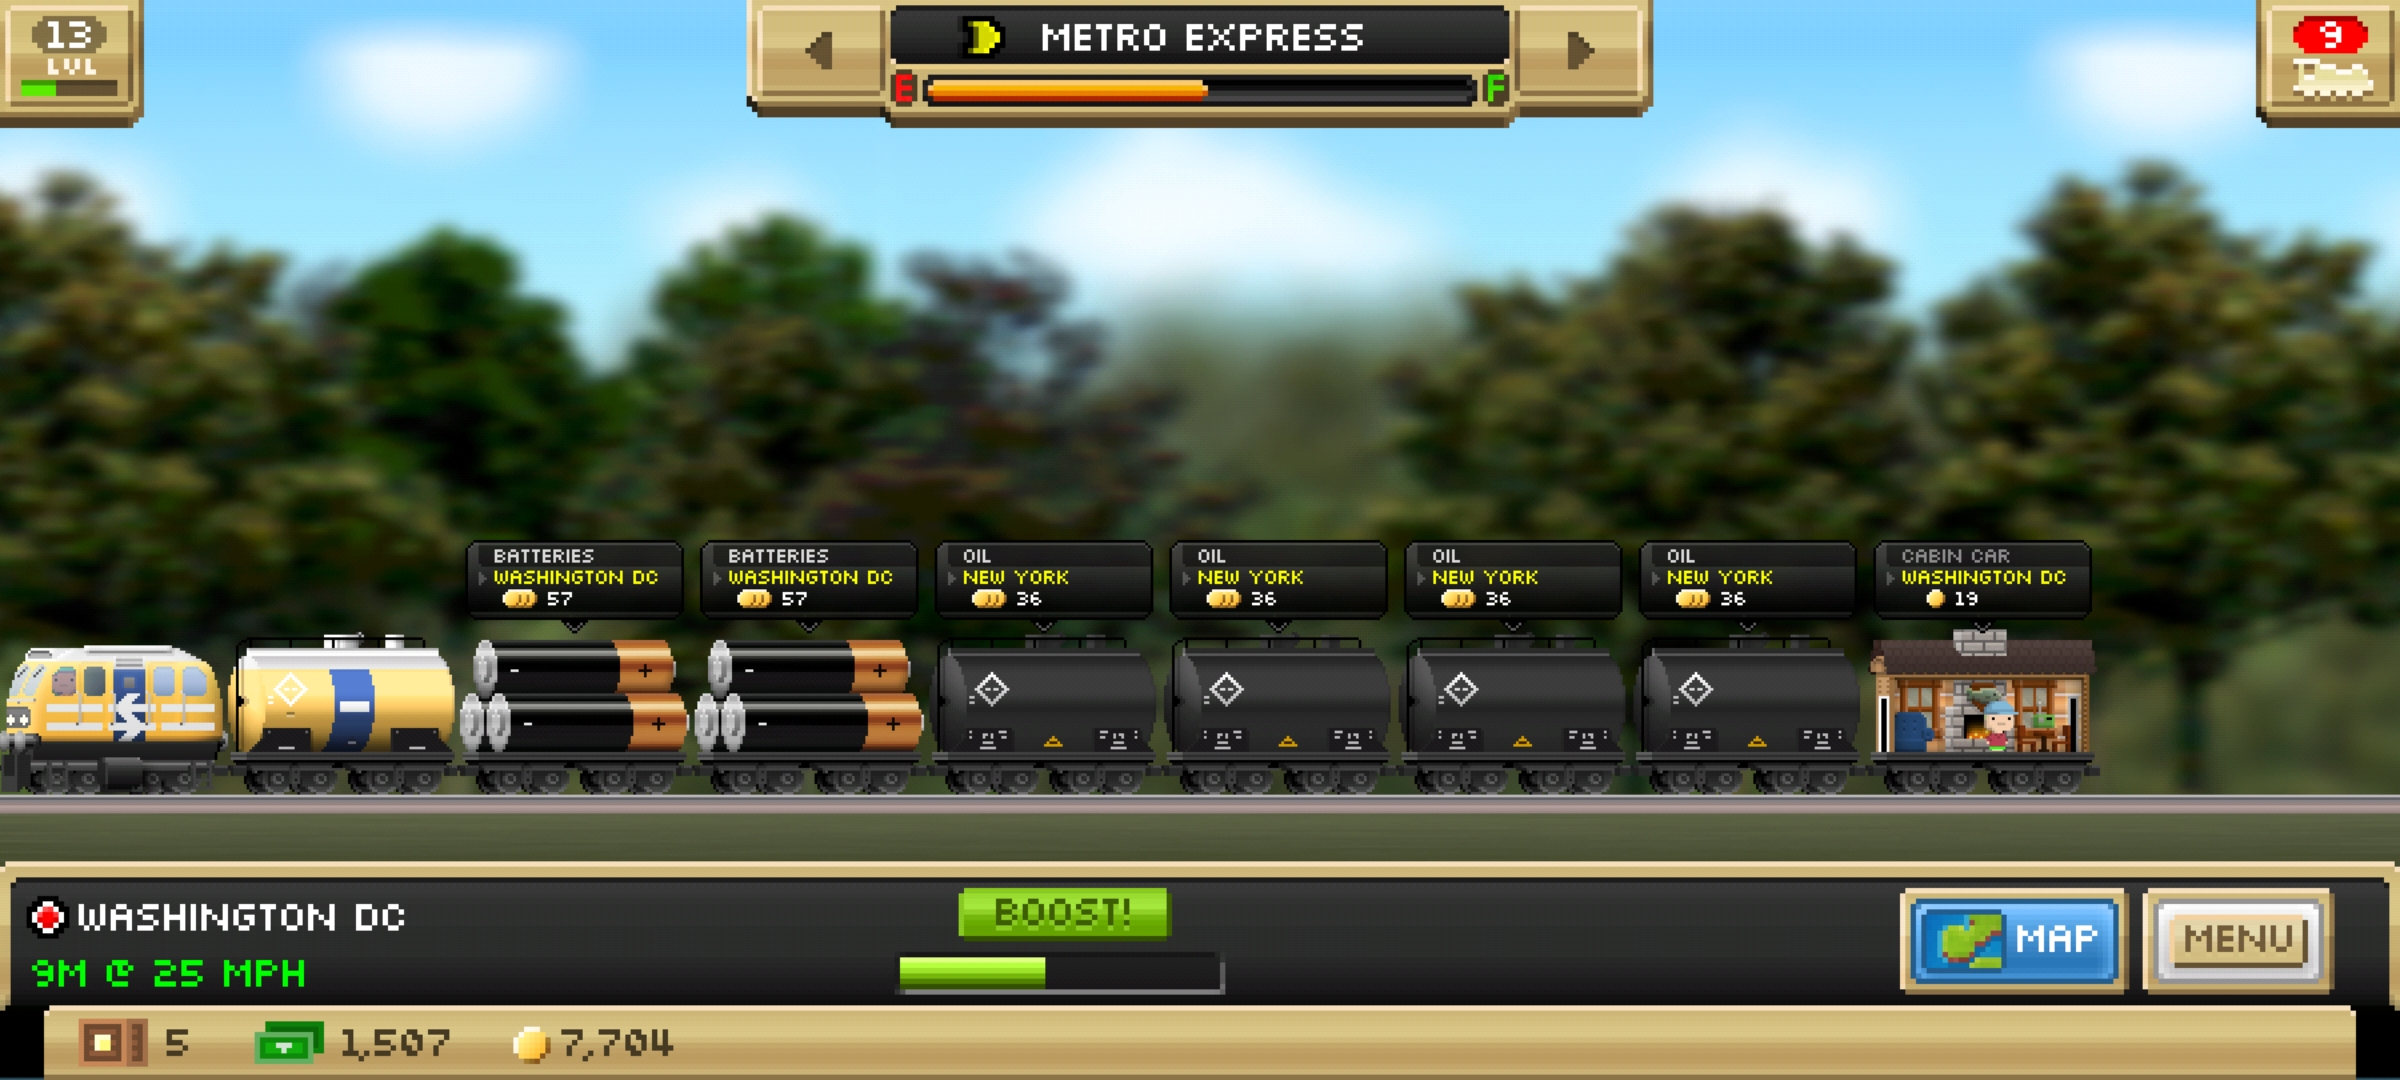 13
LVL
METRO EXPRESS
E F
9
BATTERIES
WASHINGTON DC
57
BATTERIES
WASHINGTON DC
57
OIL
NEW YORK
36
OIL
NEW YORK
36
OIL
NEW YORK
36
OIL
NEW YORK
36
CABIN CAR
WASHINGTON DC
19
WASHINGTON DC
9M @ 25 MPH
BOOST!
MAP
MENU
5 1,507 7,704